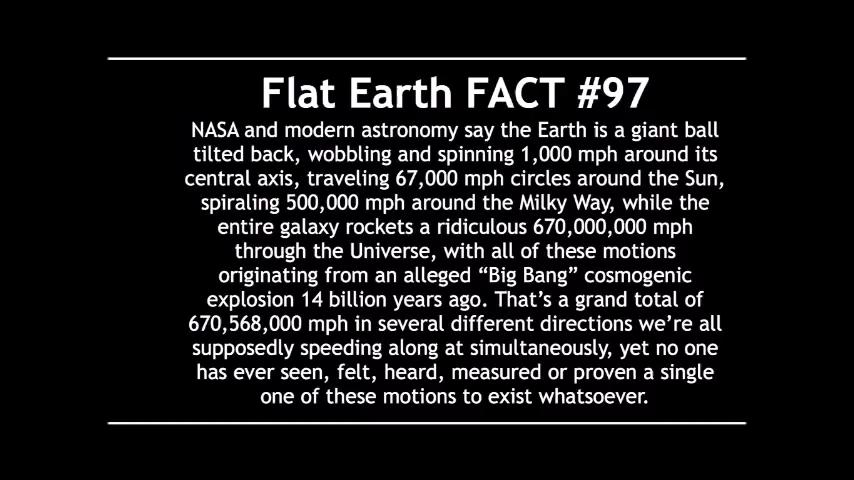 Flat Earth FACT #97
NASA and modern astronomy say the Earth is a giant ball
tilted back, wobbling and spinning 1,000 mph around its
central axis, traveling 67,000 mph circles around the Sun,
spiraling 500,000 mph around the Milky Way, while the
entire galaxy rockets a ridiculous 670,000,000 mph
through the Universe, with all of these motions
originating from an alleged “Big Bang” cosmogenic
explosion 14 billion years ago. That’s a grand total of
670,568,000 mph in several different directions we’re all
supposedly speeding along at simultaneously, yet no one
has ever seen, felt, heard, measured or proven a single
one of these motions to exist whatsoever.